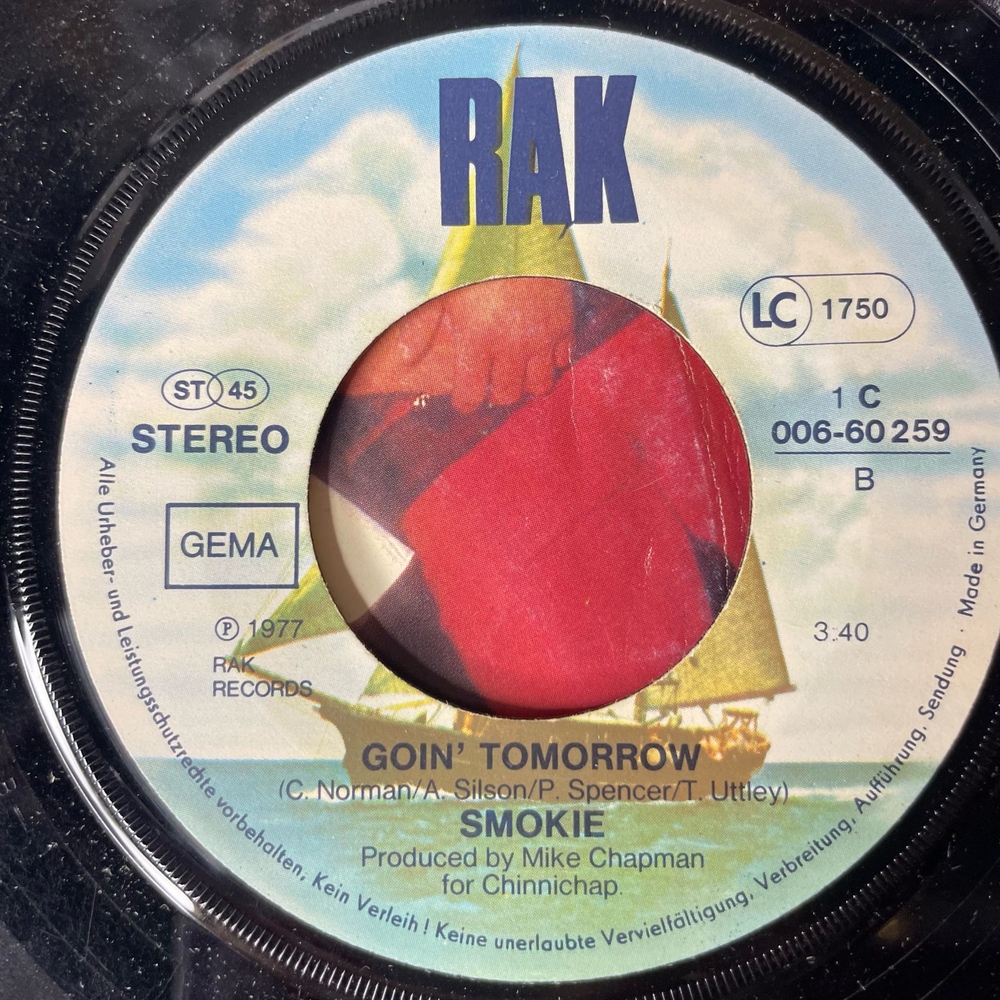 RAK
LC 1750
ST 45
STEREO
1 C
006-60 259
B
GEMA
℗ 1977
RAK
RECORDS
3:40
GOIN' TOMORROW
(C. Norman/A. Silson/P. Spencer/T. Uttley)
SMOKIE
Produced by Mike Chapman
for Chinnichap.
Alle Urheber- und Leistungsschutzrechte vorbehalten, Kein Verleih! Keine unerlaubte Vervielfältigung, Verbreitung, Aufführung, Sendung · Made in Germany